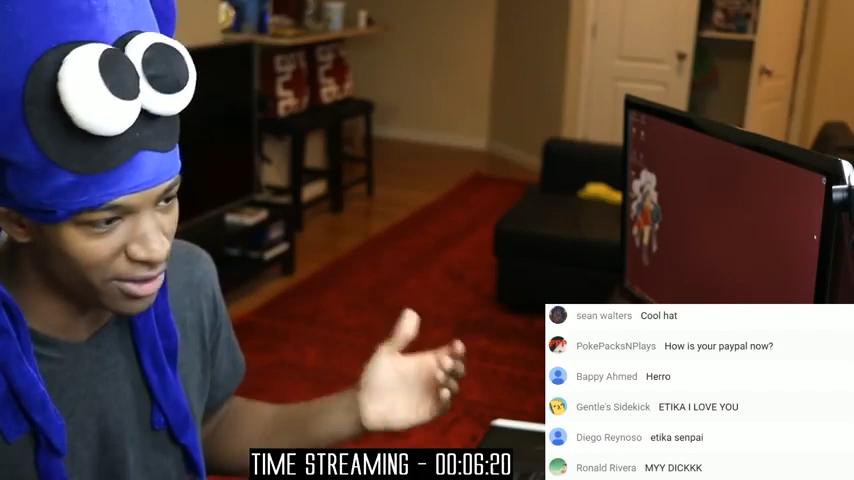 sean walters Cool hat
PokePacksNPlays How is your paypal now?
Bappy Ahmed Herro
Gentle's Sidekick ETIKA I LOVE YOU
Diego Reynoso etika senpai
Ronald Rivera MYY DICKKK
TIME STREAMING - 00:06:20